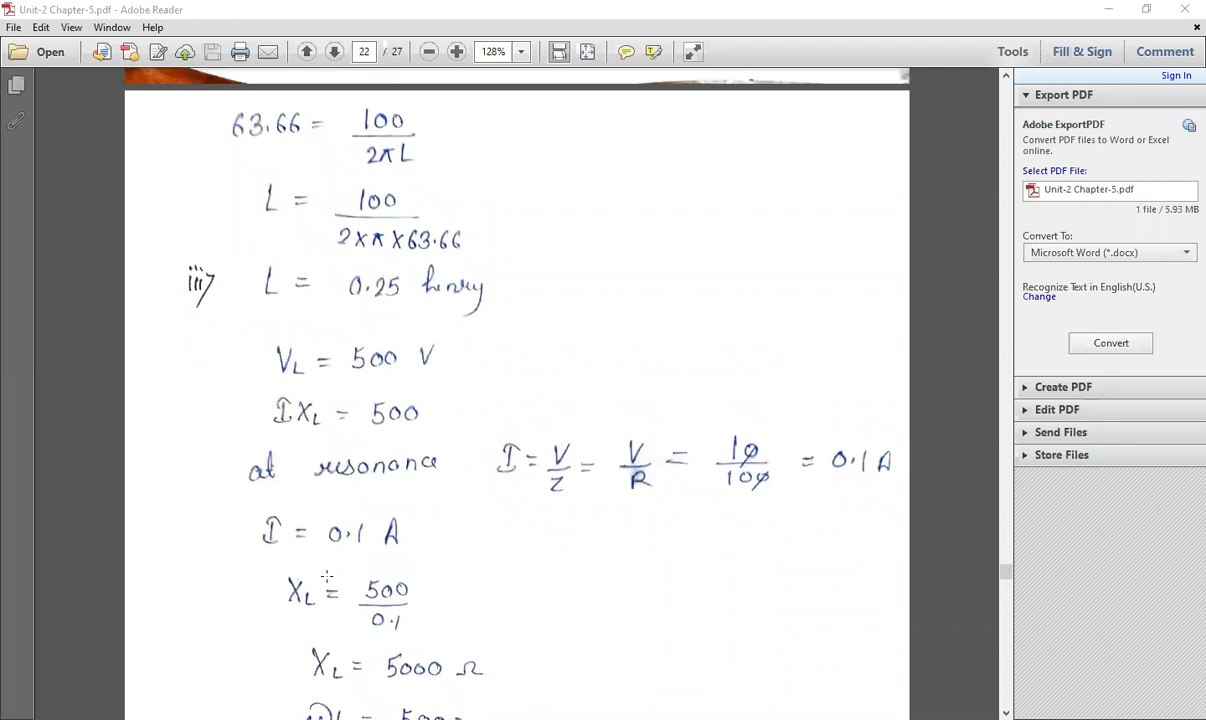 Unit-2 Chapter-5.pdf - Adobe Reader
File Edit View Window Help
Open 22 / 27 128% Tools Fill & Sign Comment
Sign In
Export PDF
Adobe ExportPDF
Convert PDF files to Word or Excel online.
Select PDF File:
Unit-2 Chapter-5.pdf
1 file / 5.93 MB
Convert To:
Microsoft Word (*.docx)
Recognize Text in English(U.S.)
Change
Convert
Create PDF
Edit PDF
Send Files
Store Files
63.66 = 100 / 2πL
L = 100 / 2×π×63.66
iii) L = 0.25 henry
VL = 500 V
IXL = 500
at resonance I = V/Z = V/R = 10/100 = 0.1 A
I = 0.1 A
XL = 500 / 0.1
XL = 5000 Ω